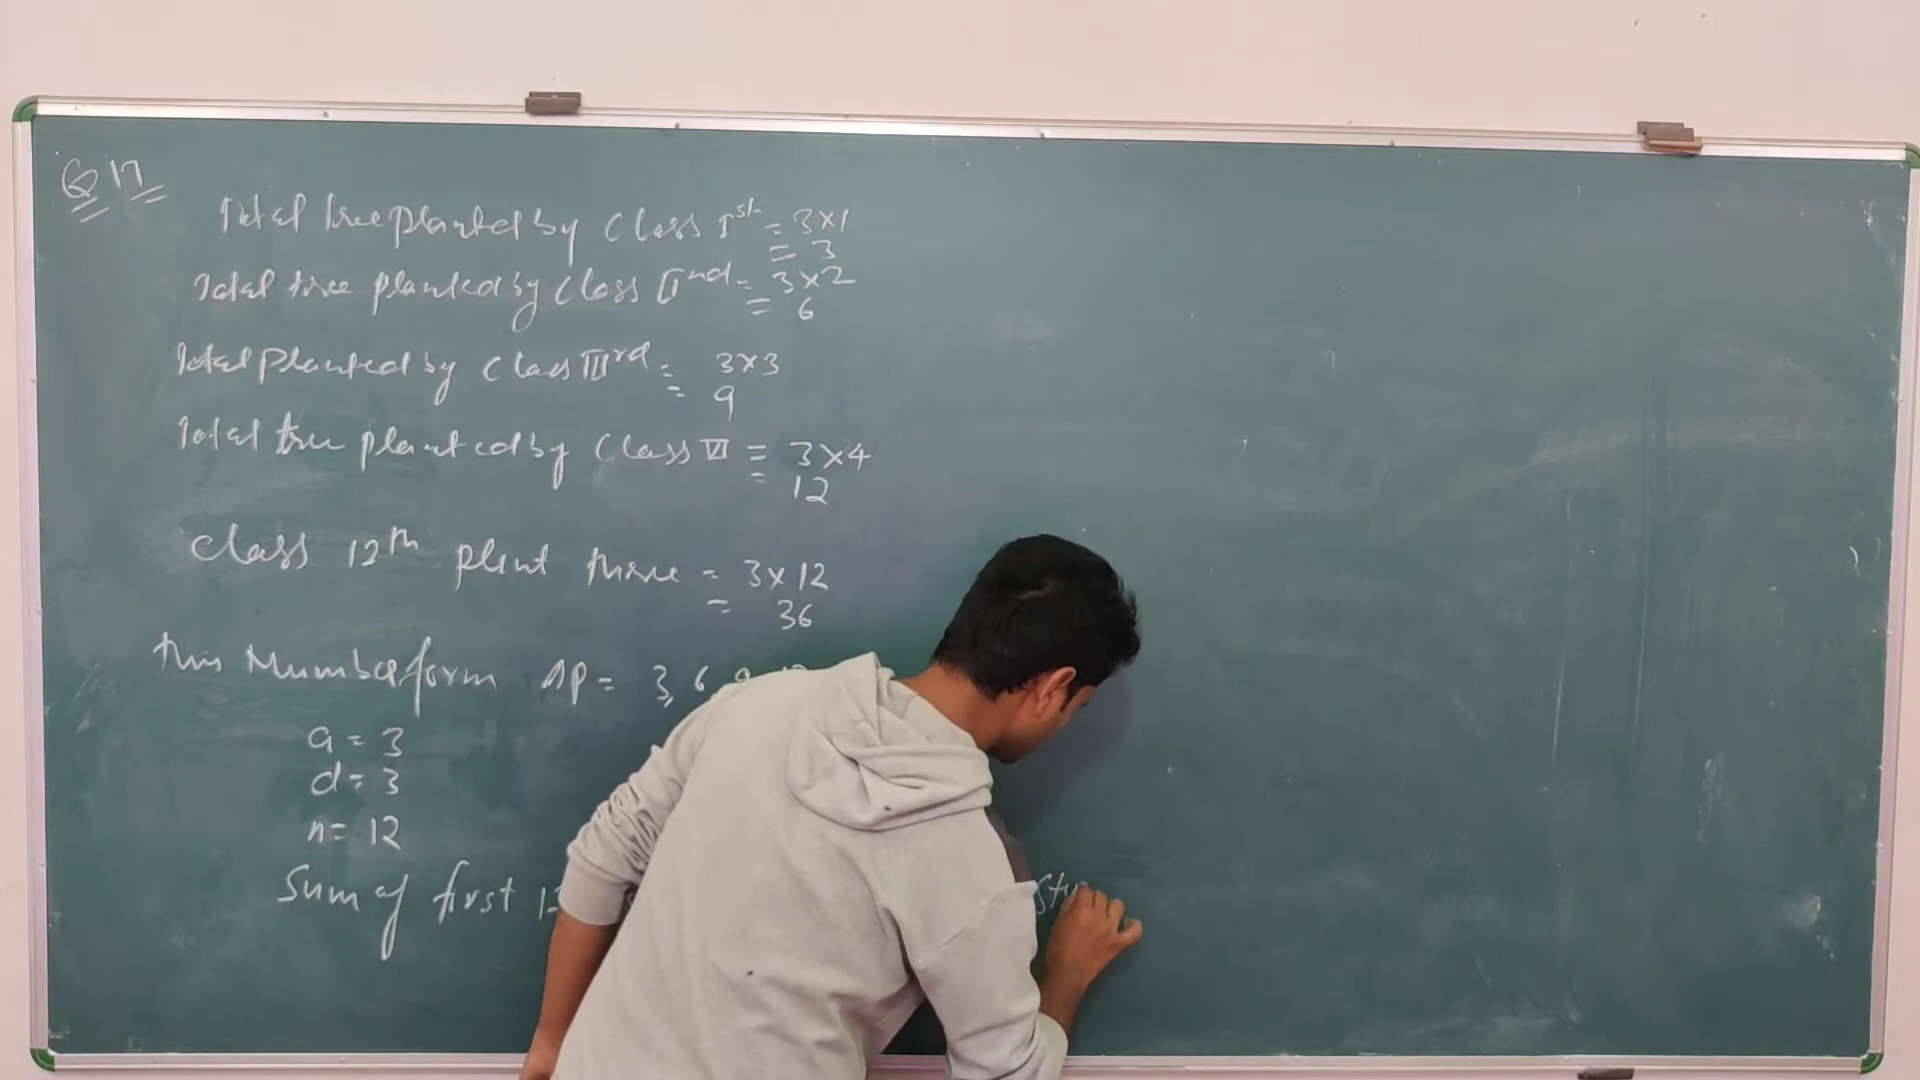 Q 17
Total tree planted by Class Ist = 3×1
= 3
Total tree planted by Class IInd = 3×2
= 6
Total Planted by Class IIIrd = 3×3
= 9
Total tree planted by Class VI = 3×4
= 12
Class 12th plant = 3×12
= 36
this Number form AP = 3, 6
a = 3
d = 3
n = 12
Sum of first